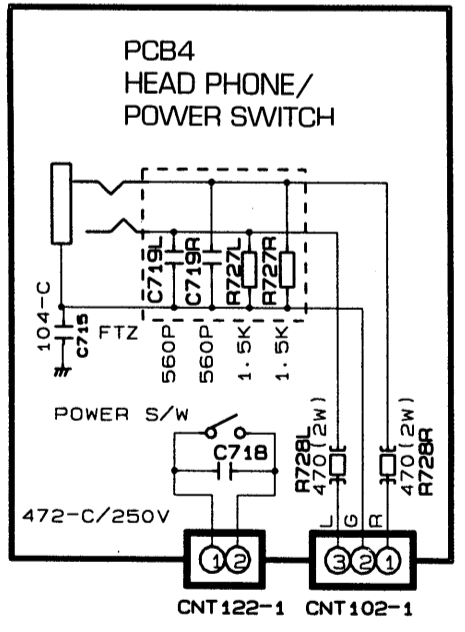 PCB4
HEAD PHONE/
POWER SWITCH
104-C
C715
FTZ
C719L
C719R
R727L
R727R
560P
560P
1.5K
1.5K
POWER S/W
C718
472-C/250V
R728L
470(2W)
470(2W)
R728R
L
G
R
1
2
3
2
1
CNT122-1
CNT102-1